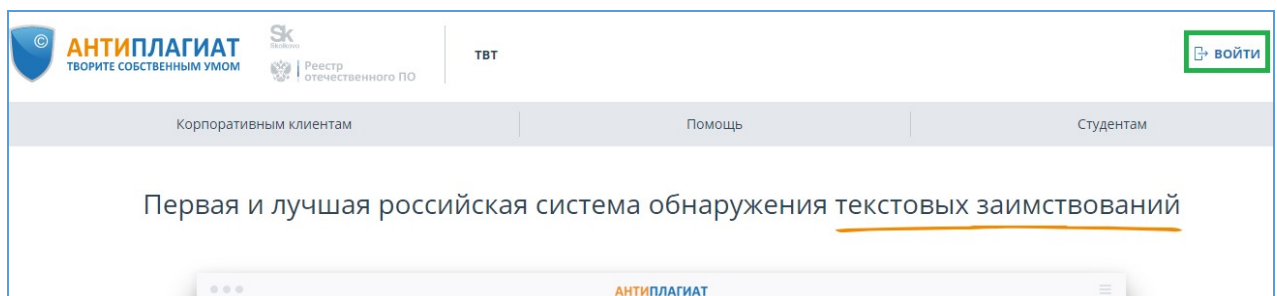 ©
АНТИПЛАГИАТ
ТВОРИТЕ СОБСТВЕННЫМ УМОМ
Sk
Skolkovo
Реестр
отечественного ПО
ТВТ
ВОЙТИ
Корпоративным клиентам
Помощь
Студентам
Первая и лучшая российская система обнаружения текстовых заимствований
АНТИПЛАГИАТ